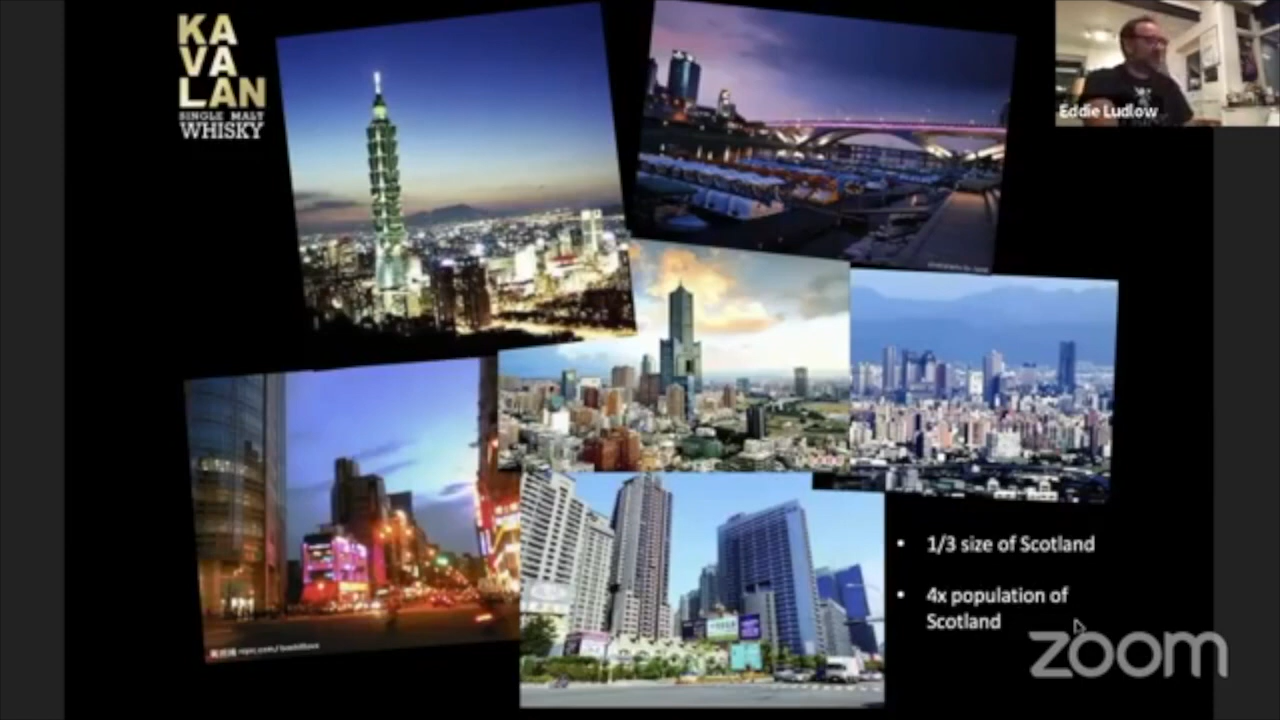 KA
VA
LAN
SINGLE MALT
WHISKY
Eddie Ludlow
• 1/3 size of Scotland
• 4x population of
Scotland
zoom